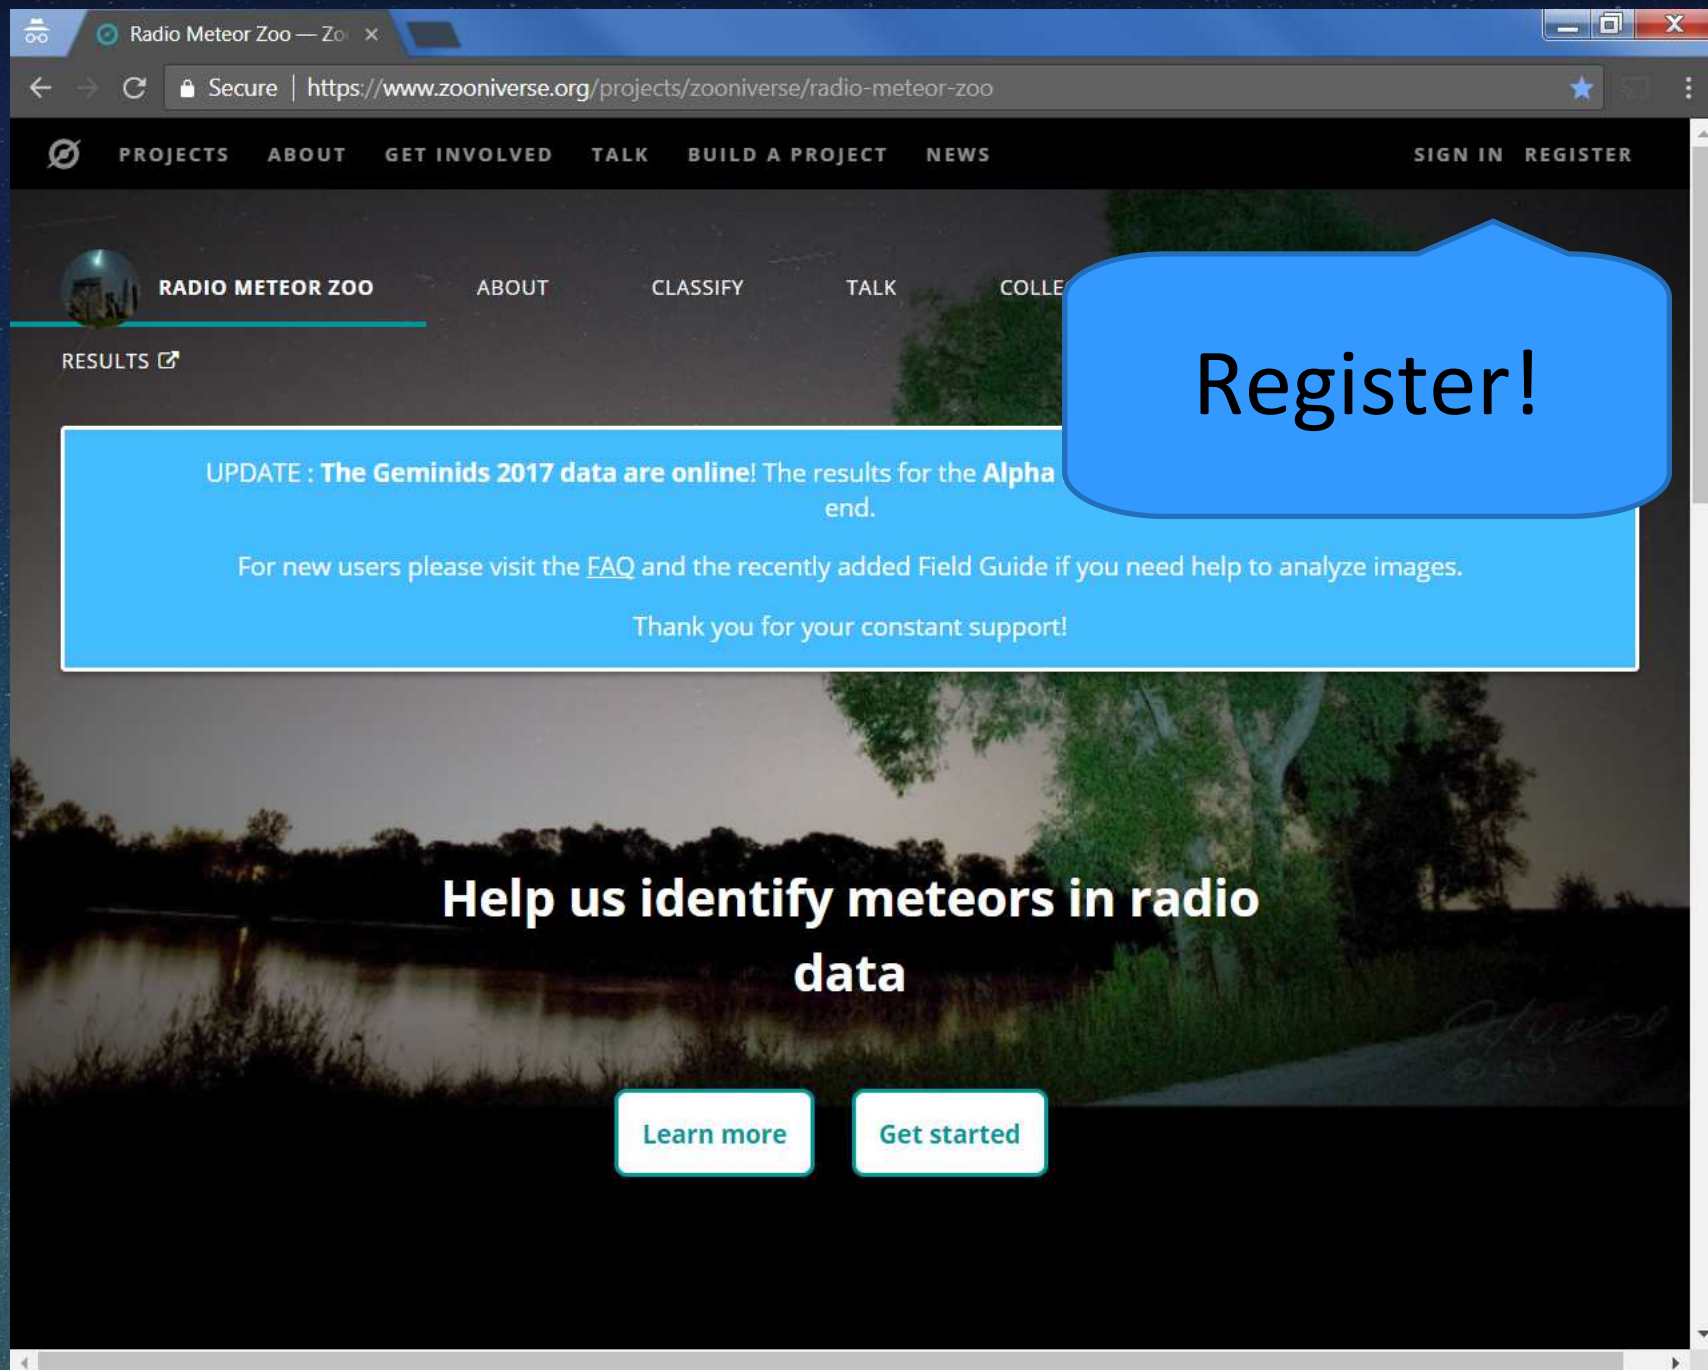 Radio Meteor Zoo — Zo
Secure | https://www.zooniverse.org/projects/zooniverse/radio-meteor-zoo
PROJECTS ABOUT GET INVOLVED TALK BUILD A PROJECT NEWS SIGN IN REGISTER
RADIO METEOR ZOO ABOUT CLASSIFY TALK COLLE
RESULTS
Register!
UPDATE : The Geminids 2017 data are online! The results for the Alpha
end.
For new users please visit the FAQ and the recently added Field Guide if you need help to analyze images.
Thank you for your constant support!
Help us identify meteors in radio
data
Learn more Get started